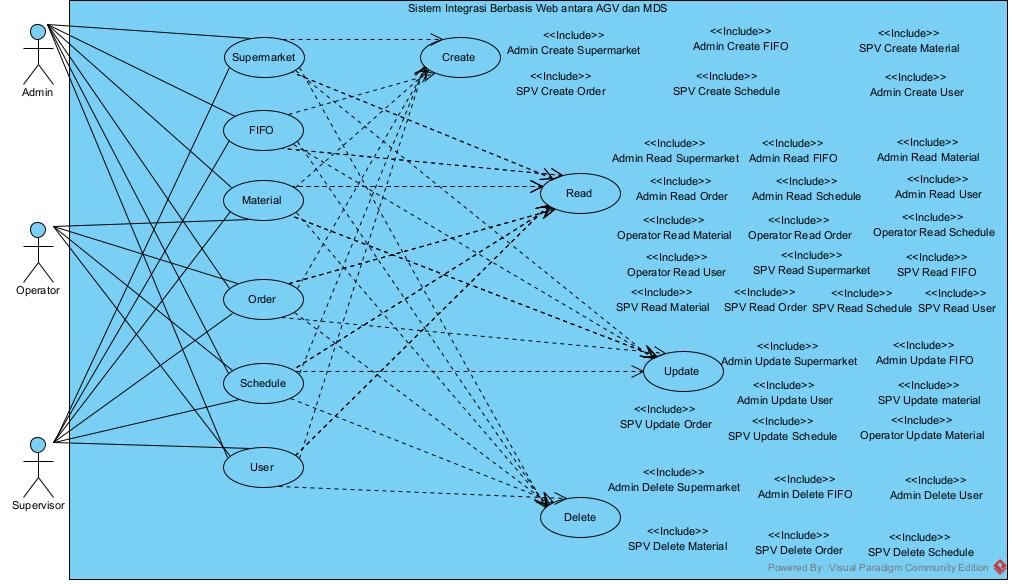 Sistem Integrasi Berbasis Web antara AGV dan MDS
Admin
Operator
Supervisor
Supermarket
FIFO
Material
Order
Schedule
User
Create
Read
Update
Delete
<<Include>>
Admin Create Supermarket
<<Include>>
Admin Create FIFO
<<Include>>
SPV Create Material
<<Include>>
SPV Create Order
<<Include>>
SPV Create Schedule
<<Include>>
Admin Create User
<<Include>>
Admin Read Supermarket
<<Include>>
Admin Read FIFO
<<Include>>
Admin Read Material
<<Include>>
Admin Read Order
<<Include>>
Admin Read Schedule
<<Include>>
Admin Read User
<<Include>>
Operator Read Material
<<Include>>
Operator Read Order
<<Include>>
Operator Read Schedule
<<Include>>
Operator Read User
<<Include>>
SPV Read Supermarket
<<Include>>
SPV Read FIFO
<<Include>>
SPV Read Material
<<Include>>
SPV Read Order
<<Include>>
SPV Read Schedule
<<Include>>
SPV Read User
<<Include>>
Admin Update Supermarket
<<Include>>
Admin Update FIFO
<<Include>>
Admin Update User
<<Include>>
SPV Update material
<<Include>>
SPV Update Order
<<Include>>
SPV Update Schedule
<<Include>>
Operator Update Material
<<Include>>
Admin Delete Supermarket
<<Include>>
Admin Delete FIFO
<<Include>>
Admin Delete User
<<Include>>
SPV Delete Material
<<Include>>
SPV Delete Order
<<Include>>
SPV Delete Schedule
Powered By Visual Paradigm Community Edition